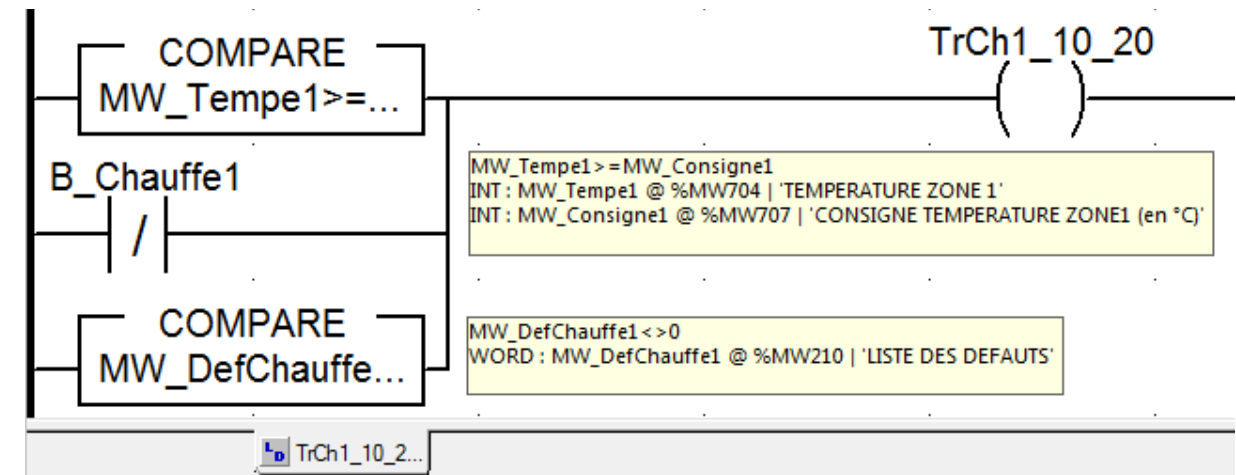 COMPARE
MW_Tempe1>=...
TrCh1_10_20
B_Chauffe1
/
MW_Tempe1>=MW_Consigne1
INT : MW_Tempe1 @ %MW704 | 'TEMPERATURE ZONE 1'
INT : MW_Consigne1 @ %MW707 | 'CONSIGNE TEMPERATURE ZONE1 (en °C)'
COMPARE
MW_DefChauffe...
MW_DefChauffe1<>0
WORD : MW_DefChauffe1 @ %MW210 | 'LISTE DES DEFAUTS'
LD TrCh1_10_2...